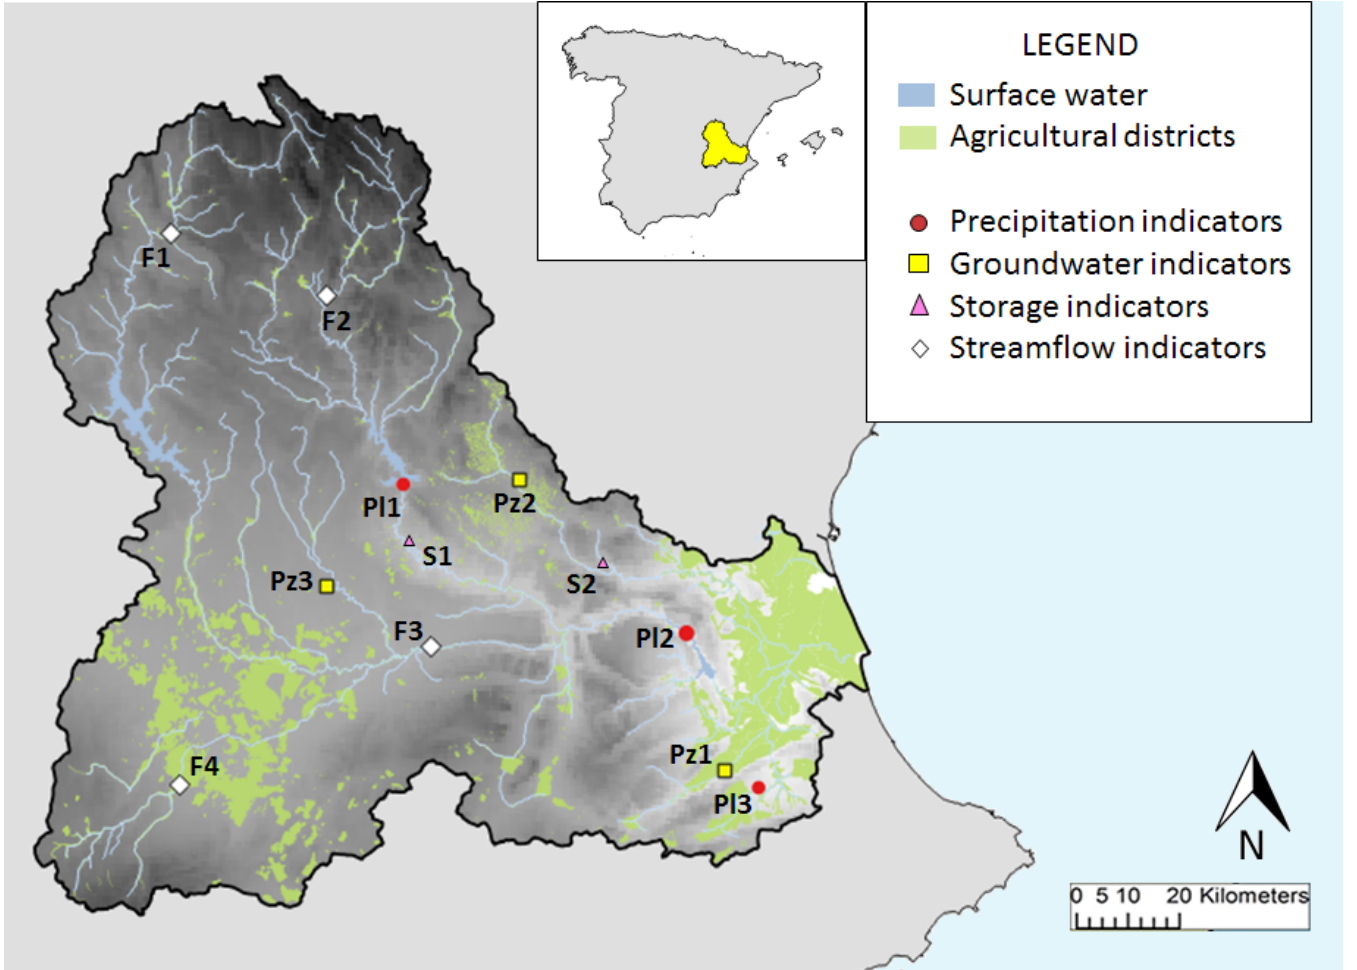 LEGEND
Surface water
Agricultural districts
Precipitation indicators
Groundwater indicators
Storage indicators
Streamflow indicators
F1
F2
Pl1
Pz2
S1
S2
Pz3
F3
Pl2
Pz1
F4
Pl3
N
0 5 10 20 Kilometers